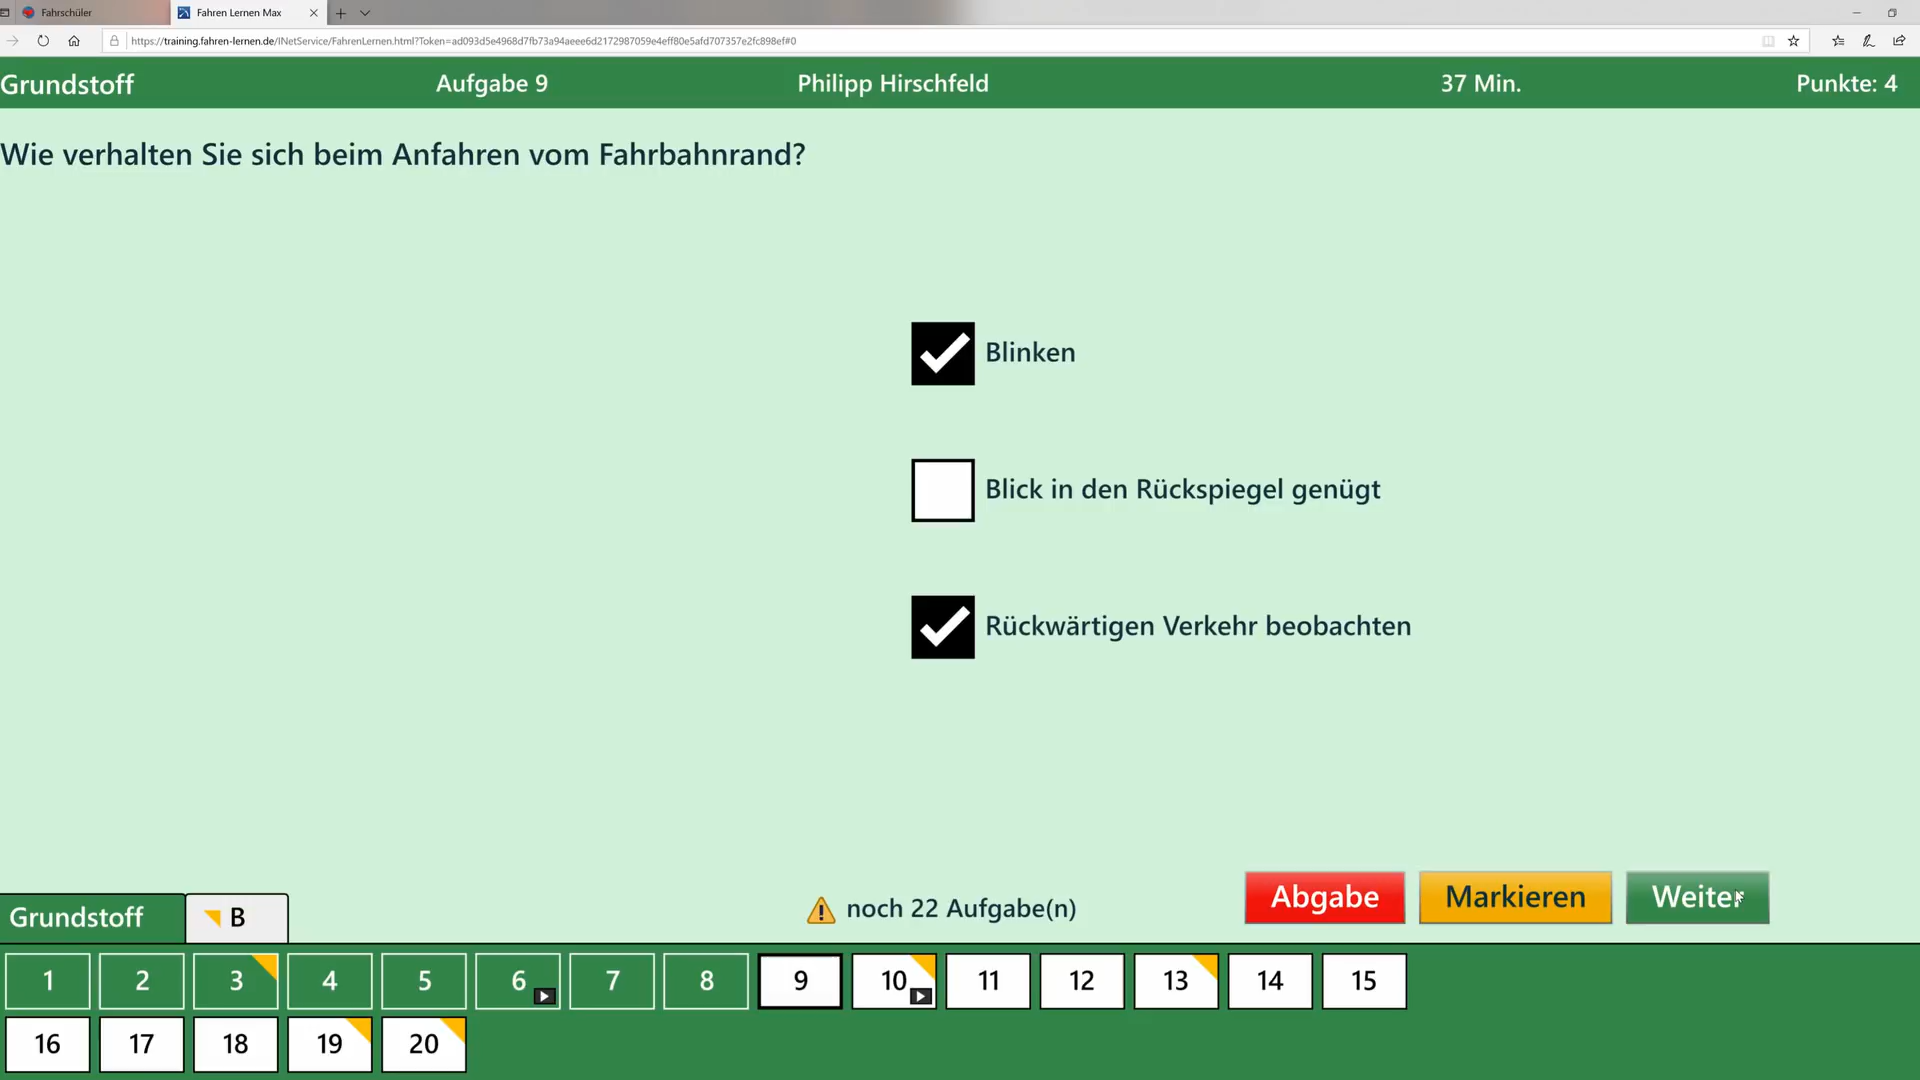 Fahrschüler
Fahren Lernen Max
https://training.fahren-lernen.de/INetService/FahrenLernen.html?Token=ad093d5e4968d7fb73a94aeee6d2172987059e4eff80e5afd707357e2fc898ef#0
Grundstoff Aufgabe 9 Philipp Hirschfeld 37 Min. Punkte: 4
Wie verhalten Sie sich beim Anfahren vom Fahrbahnrand?
Blinken
Blick in den Rückspiegel genügt
Rückwärtigen Verkehr beobachten
Abgabe Markieren Weiter
Grundstoff B noch 22 Aufgabe(n)
1 2 3 4 5 6 7 8 9 10 11 12 13 14 15
16 17 18 19 20